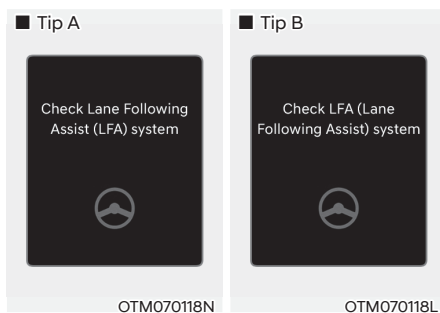 ■ Tip A
Check Lane Following
Assist (LFA) system
OTM070118N
■ Tip B
Check LFA (Lane
Following Assist) system
OTM070118L